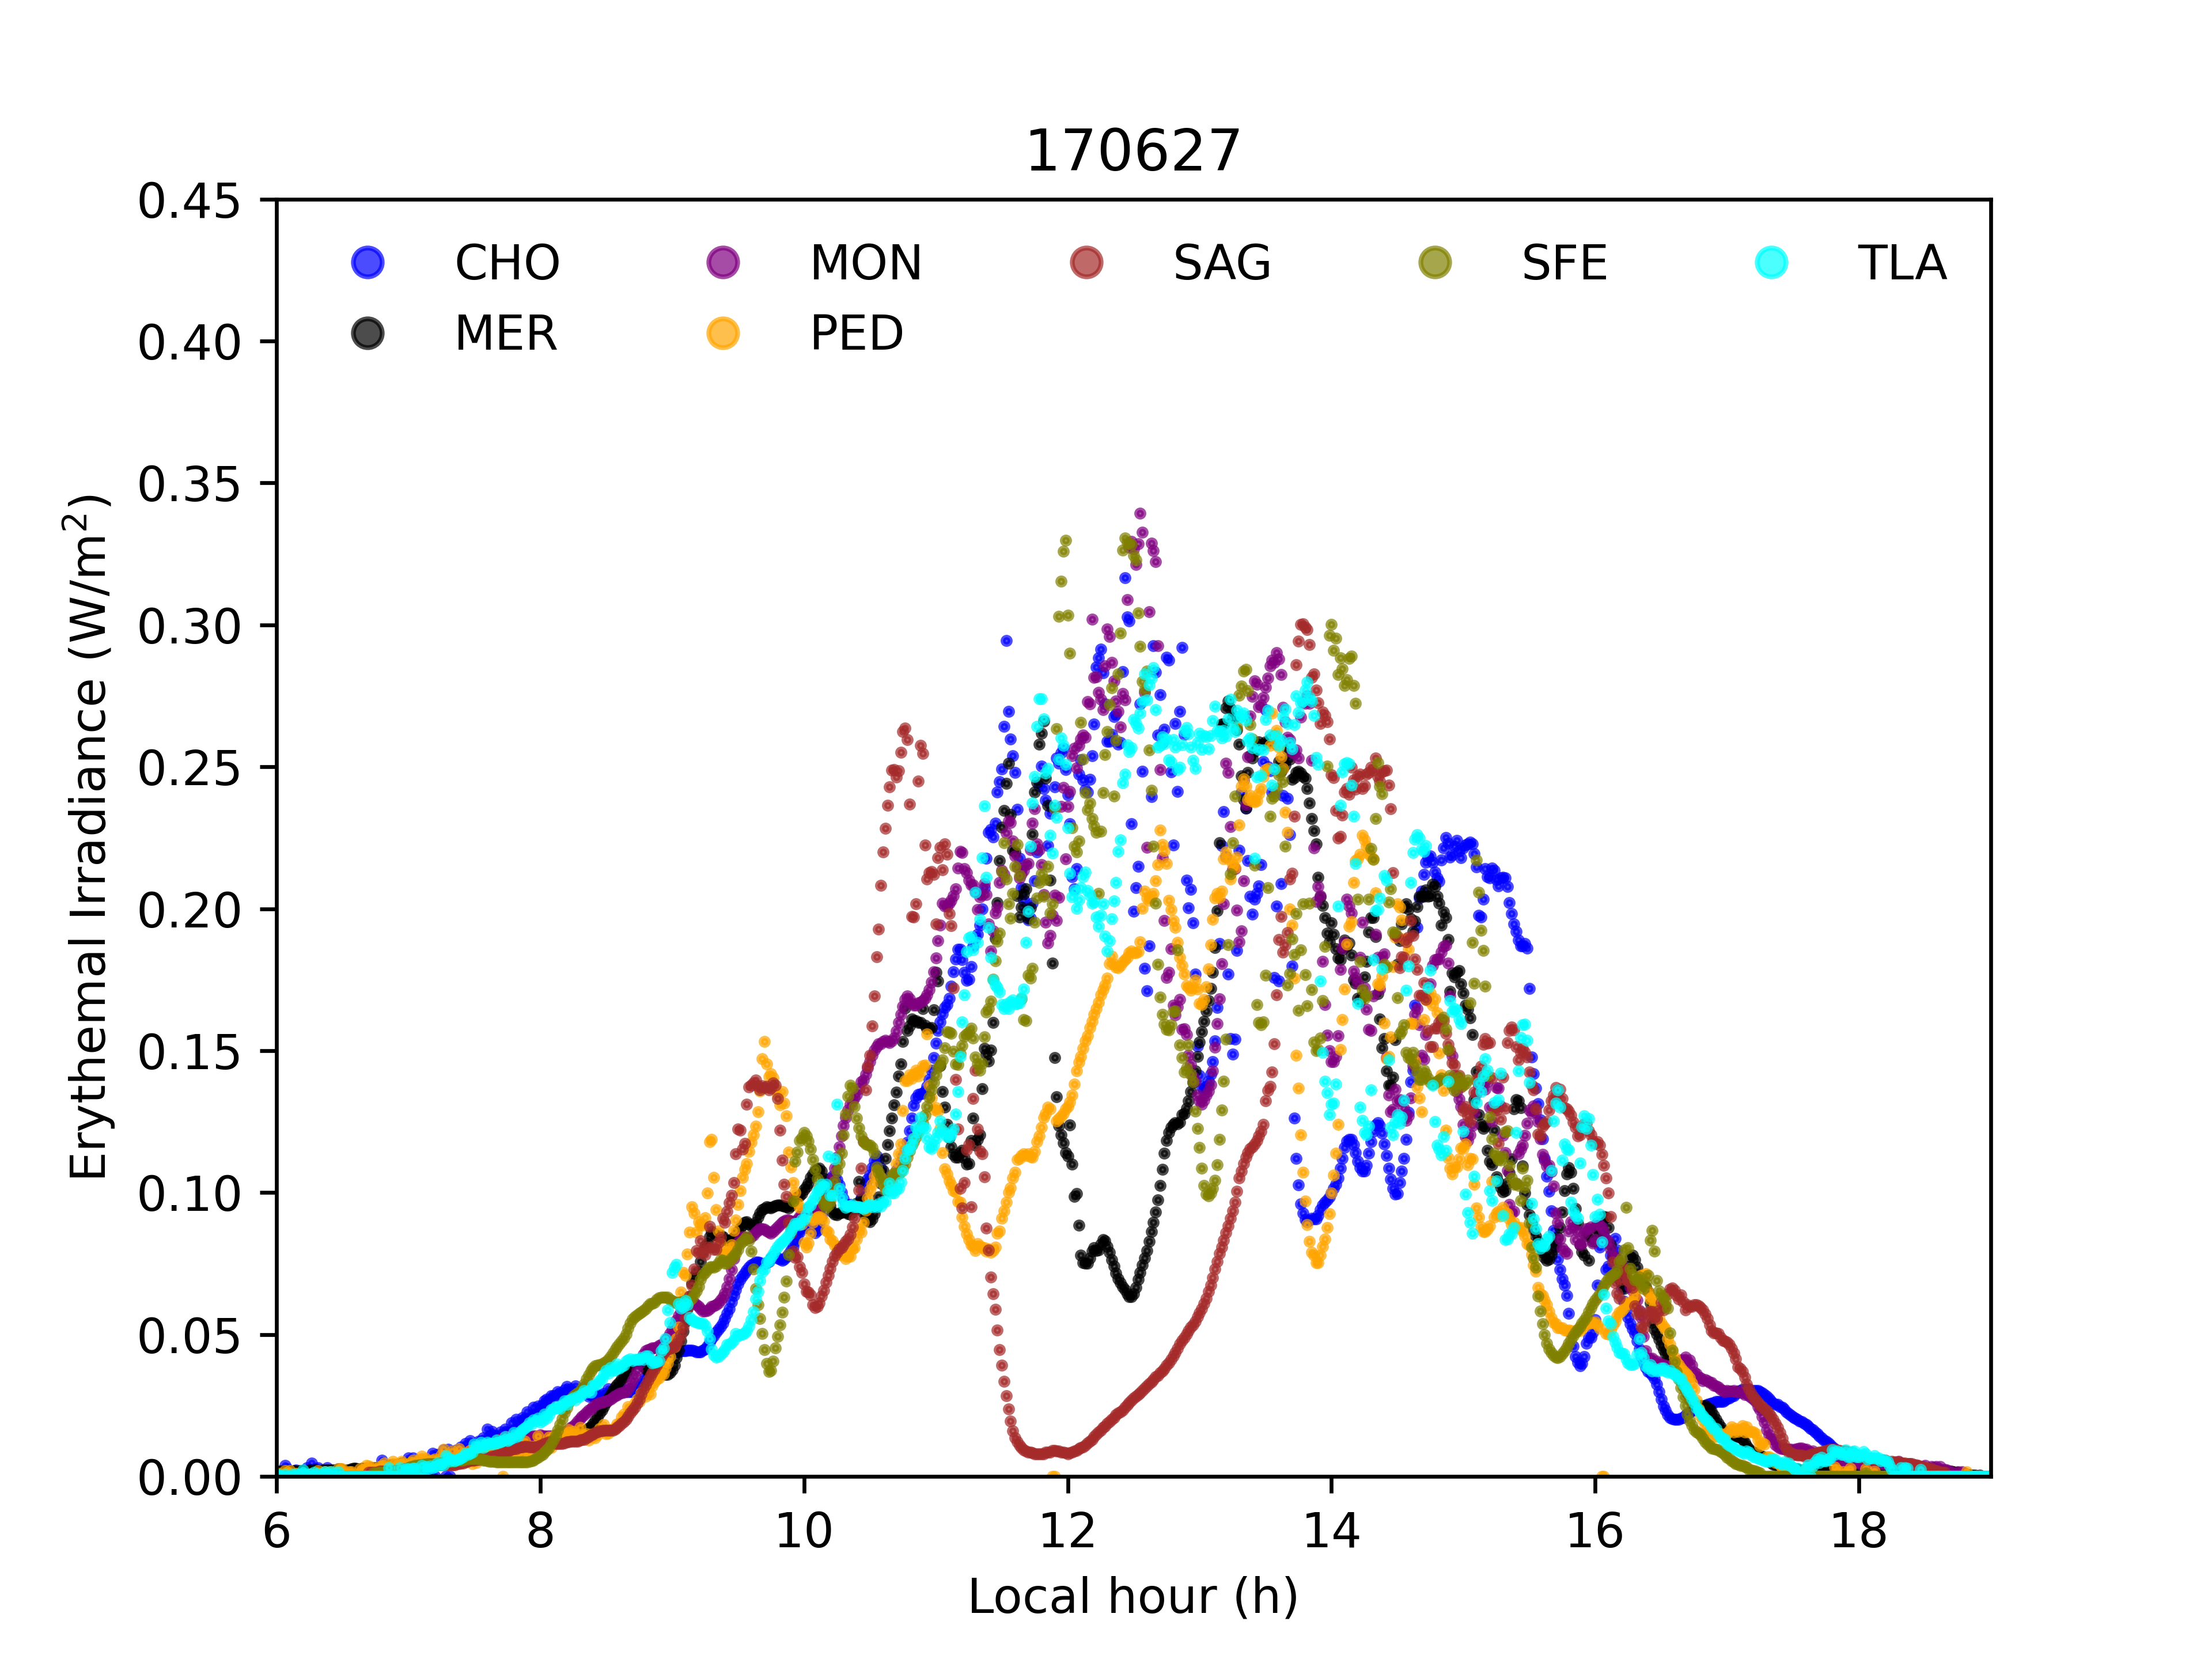 170627
0.45
CHO MON SAG SFE TLA
MER PED
0.40
0.35
0.30
0.25
0.20
0.15
0.10
0.05
0.00
Erythemal Irradiance (W/m²)
6 8 10 12 14 16 18
Local hour (h)